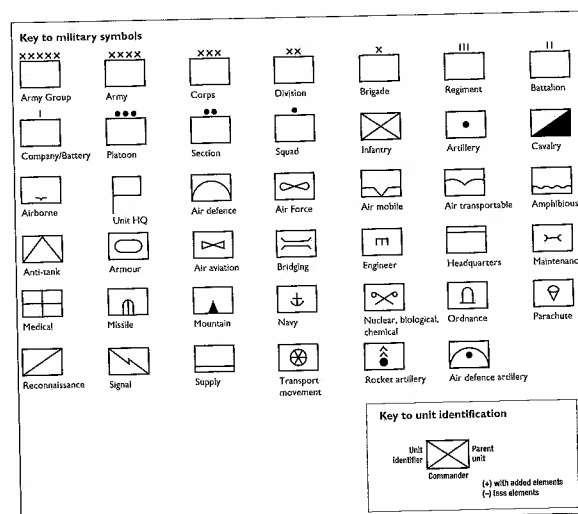 Key to military symbols
XXXXX XXXX XXX XX X III II
Army Group Army Corps Division Brigade Regiment Battalion
I
Company/Battery Platoon Section Squad Infantry Artillery Cavalry
Airborne Unit HQ Air defence Air Force Air mobile Air transportable Amphibious
Anti-tank Armour Air aviation Bridging Engineer Headquarters Maintenanc
Medical Missile Mountain Navy Nuclear, biological, Ordnance Parachute
chemical
Reconnaissance Signal Supply Transport Rocket artillery Air defence artillery
movement
Key to unit identification
Unit Parent
identifier unit
Commander
(+) with added elements
(–) less elements